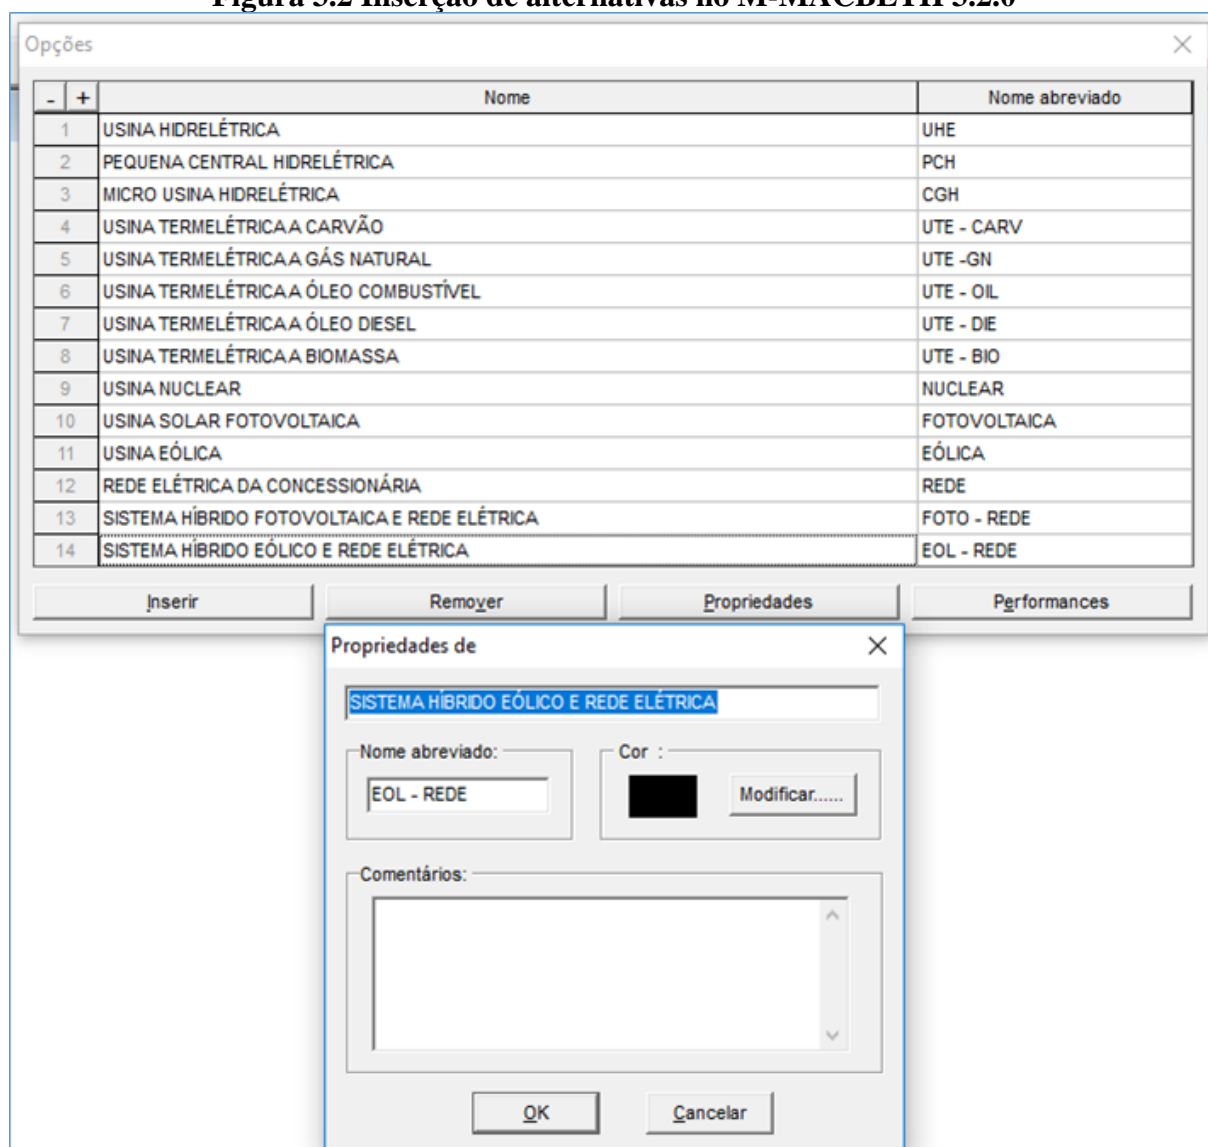 Figura 5.2 Inserção de alternativas no M-MACBETH 3.2.0
Opções
- + Nome Nome abreviado
1 USINA HIDRELÉTRICA UHE
2 PEQUENA CENTRAL HIDRELÉTRICA PCH
3 MICRO USINA HIDRELÉTRICA CGH
4 USINA TERMELÉTRICA A CARVÃO UTE - CARV
5 USINA TERMELÉTRICA A GÁS NATURAL UTE -GN
6 USINA TERMELÉTRICA A ÓLEO COMBUSTÍVEL UTE - OIL
7 USINA TERMELÉTRICA A ÓLEO DIESEL UTE - DIE
8 USINA TERMELÉTRICA A BIOMASSA UTE - BIO
9 USINA NUCLEAR NUCLEAR
10 USINA SOLAR FOTOVOLTAICA FOTOVOLTAICA
11 USINA EÓLICA EÓLICA
12 REDE ELÉTRICA DA CONCESSIONÁRIA REDE
13 SISTEMA HÍBRIDO FOTOVOLTAICA E REDE ELÉTRICA FOTO - REDE
14 SISTEMA HÍBRIDO EÓLICO E REDE ELÉTRICA EOL - REDE
Inserir Remover Propriedades Performances
Propriedades de
SISTEMA HÍBRIDO EÓLICO E REDE ELÉTRICA
Nome abreviado: Cor :
EOL - REDE Modificar......
Comentários:
OK Cancelar